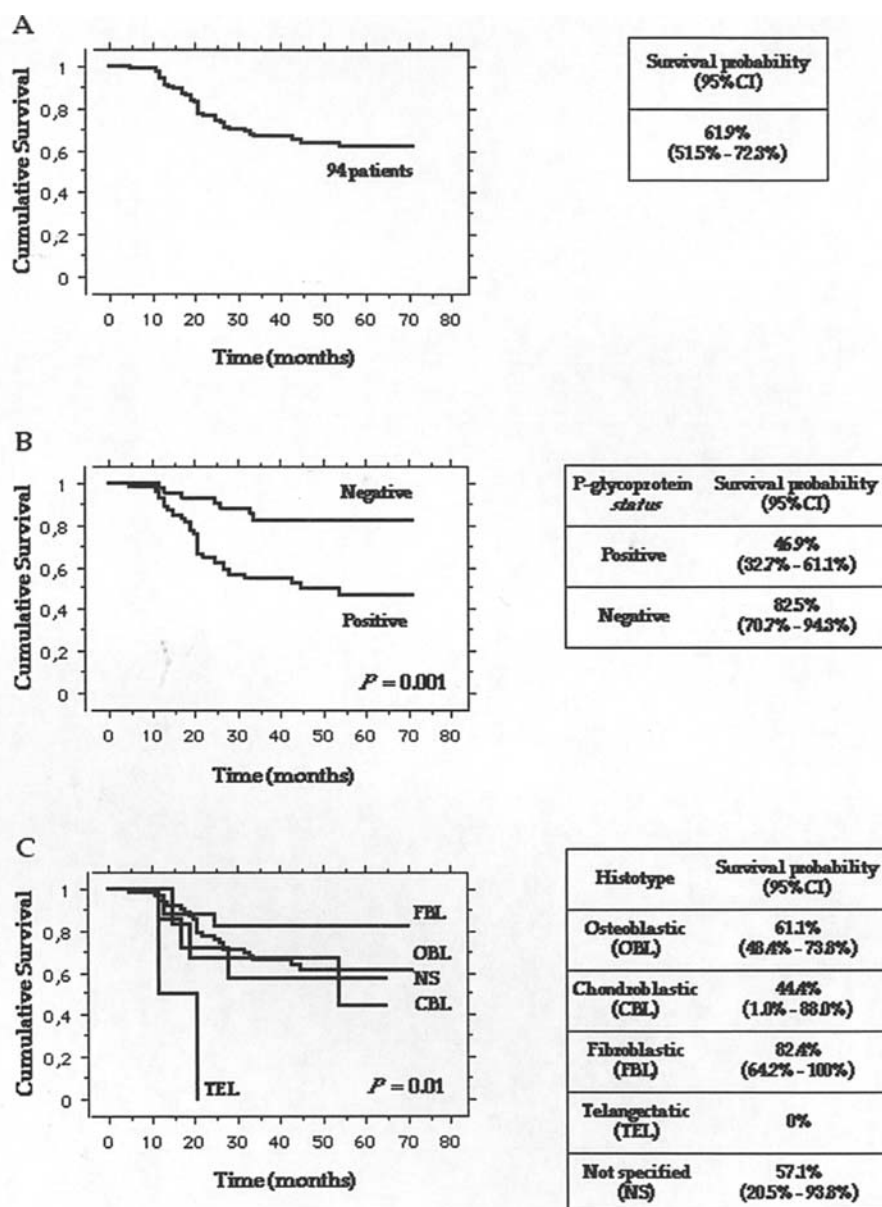 A
Cumulative Survival
1
0,8
0,6
0,4
0,2
0
94 patients
0 10 20 30 40 50 60 70 80
Time (months)
Survival probability
(95%CI)
61.9%
(51.5% - 72.3%)
B
Cumulative Survival
1
0,8
0,6
0,4
0,2
0
Negative
Positive
P = 0.001
0 10 20 30 40 50 60 70 80
Time (months)
P-glycoprotein status
Survival probability
(95%CI)
Positive
46.9%
(32.7% - 61.1%)
Negative
82.5%
(70.7% - 94.3%)
C
Cumulative Survival
1
0,8
0,6
0,4
0,2
0
FBL
OBL
NS
CBL
TEL
P = 0.01
0 10 20 30 40 50 60 70 80
Time (months)
Histotype
Survival probability
(95%CI)
Osteoblastic
(OBL)
61.1%
(48.4% - 73.8%)
Chondroblastic
(CBL)
44.4%
(1.0% - 88.0%)
Fibroblastic
(FBL)
82.4%
(64.2% - 100%)
Telangectatic
(TEL)
0%
Not specified
(NS)
57.1%
(20.5% - 93.8%)